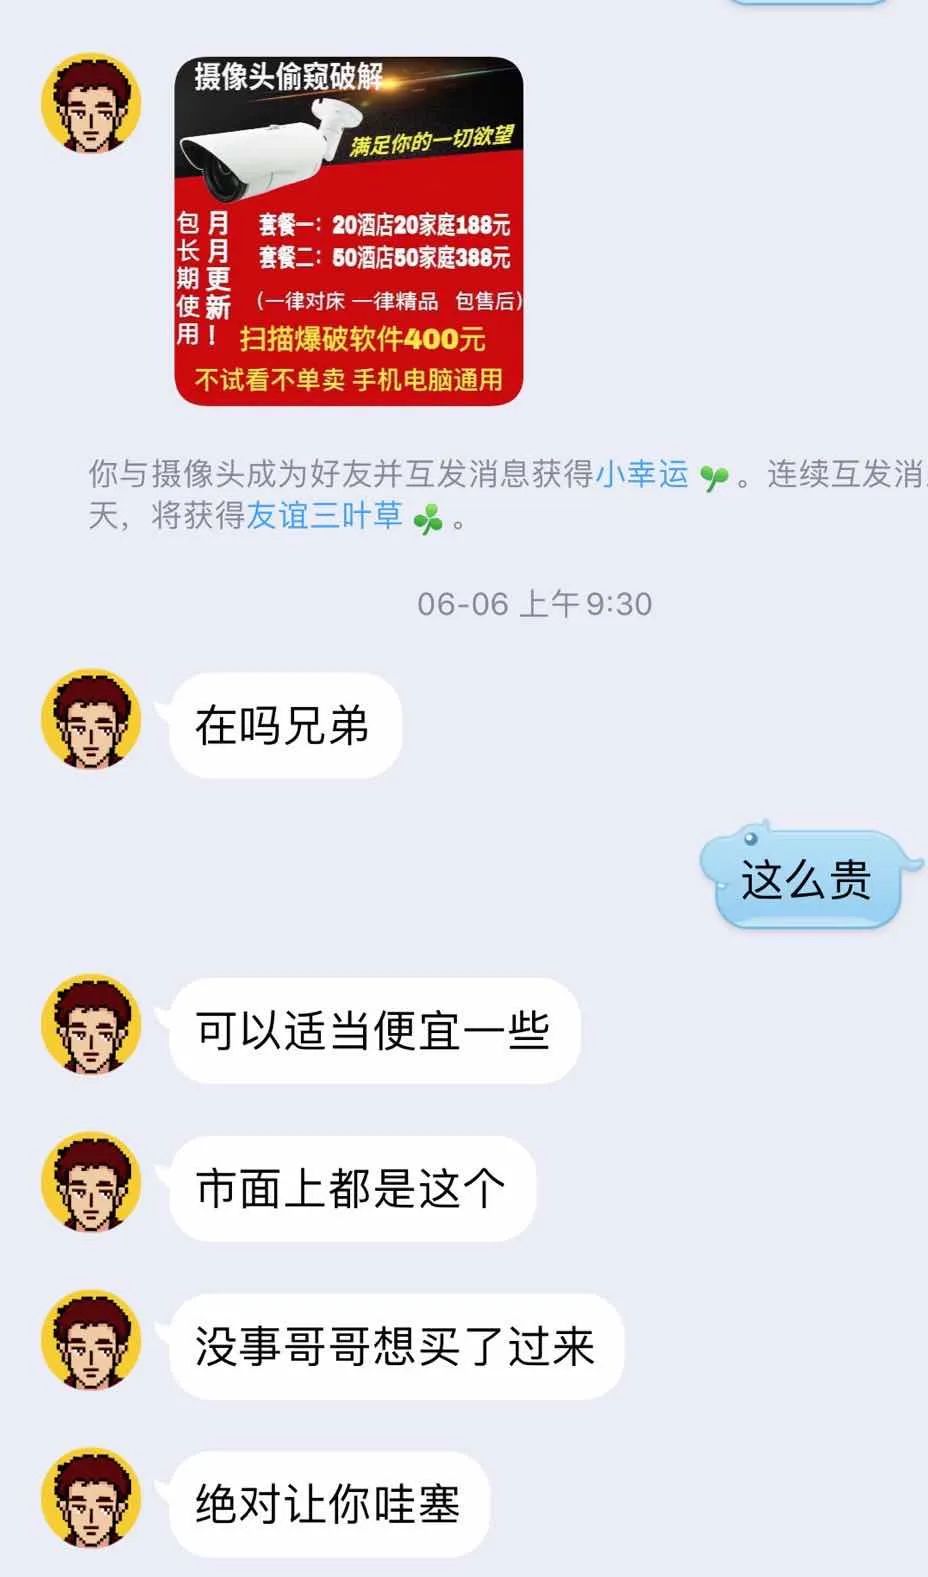 摄像头偷窥破解
满足你的一切欲望
包长期使用
月月更新！
套餐一：20酒店20家庭188元
套餐二：50酒店50家庭388元
（一律对床 一律精品 包售后）
扫描爆破软件400元
不试看不单卖 手机电脑通用
你与摄像头成为好友并互发消息获得小幸运。连续互发消
天，将获得友谊三叶草。
06-06 上午9:30
在吗兄弟
这么贵
可以适当便宜一些
市面上都是这个
没事哥哥想买了过来
绝对让你哇塞